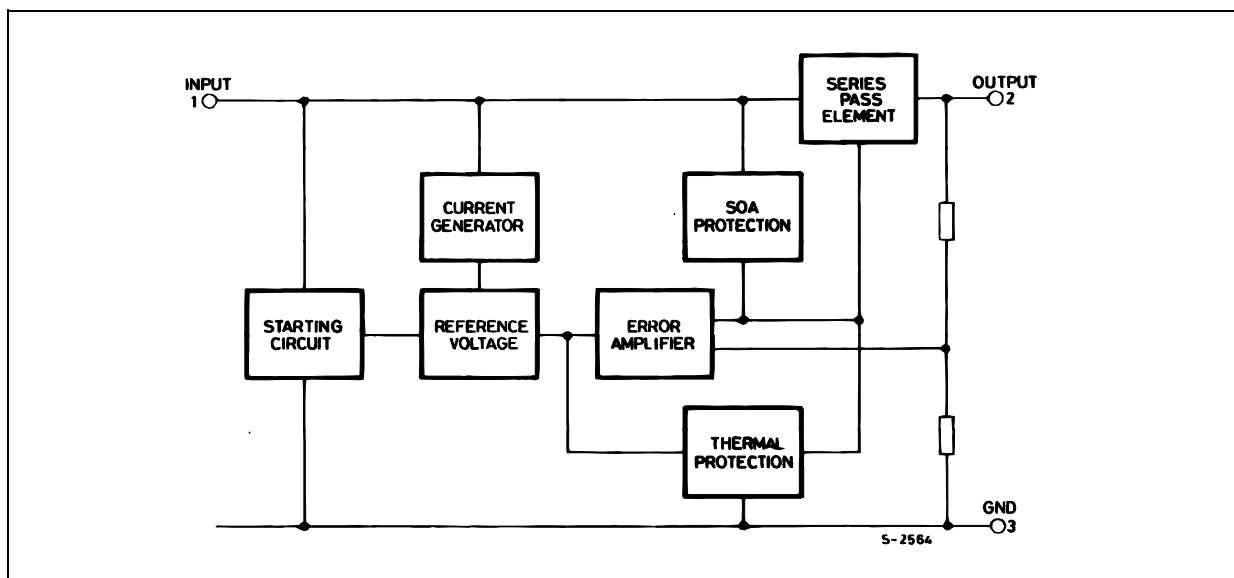 INPUT
1
SERIES
PASS
ELEMENT
OUTPUT
2
CURRENT
GENERATOR
SOA
PROTECTION
STARTING
CIRCUIT
REFERENCE
VOLTAGE
ERROR
AMPLIFIER
THERMAL
PROTECTION
GND
3
S-2564